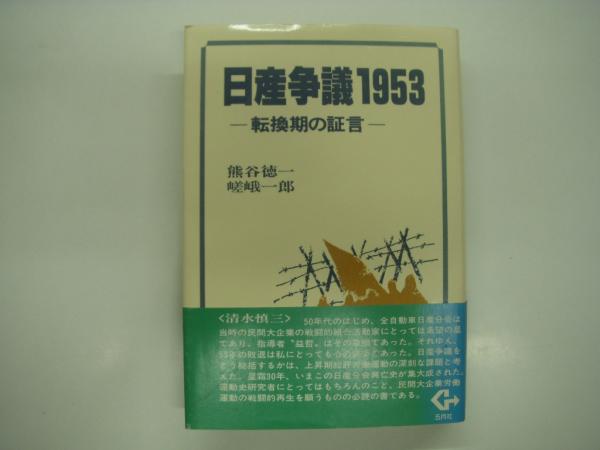 日産争議1953
―転換期の証言―
熊谷徳一
嵯峨一郎
〈清水慎三〉 50年代のはじめ、全自動車日産分会は
当時の民間大企業の戦闘的組合活動家にとっては希望の星
であり、指導者〝益哲〟はその象徴であった。それゆえ、
53年の敗退は私にとっても であった。日産争議を
どう総括するかは、上昇期総評労働運動の深刻な課題と考
えた。星霜30年、いまこの日産分会興亡史が集大成された。
運動史研究者にとってはもちろんのこと、民間大企業労働
運動の戦闘的再生を願うものの必読の書である。
五月社